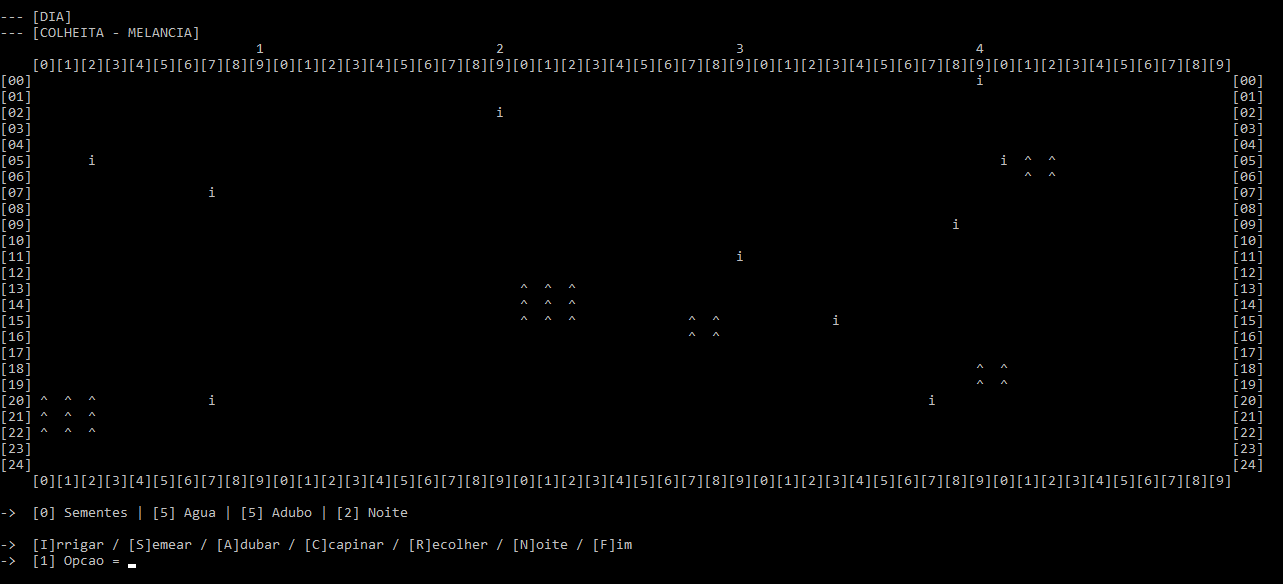 --- [DIA]
--- [COLHEITA - MELANCIA]
1 2 3 4
[0][1][2][3][4][5][6][7][8][9][0][1][2][3][4][5][6][7][8][9][0][1][2][3][4][5][6][7][8][9][0][1][2][3][4][5][6][7][8][9][0][1][2][3][4][5][6][7][8][9]
[00] i [00]
[01] [01]
[02] i [02]
[03] [03]
[04] [04]
[05] i i ^ ^ [05]
[06] ^ ^ [06]
[07] i [07]
[08] [08]
[09] i [09]
[10] [10]
[11] i [11]
[12] [12]
[13] ^ ^ ^ [13]
[14] ^ ^ ^ [14]
[15] ^ ^ ^ ^ ^ i [15]
[16] ^ ^ [16]
[17] [17]
[18] ^ ^ [18]
[19] ^ ^ [19]
[20] ^ ^ ^ i i [20]
[21] ^ ^ ^ [21]
[22] ^ ^ ^ [22]
[23] [23]
[24] [24]
[0][1][2][3][4][5][6][7][8][9][0][1][2][3][4][5][6][7][8][9][0][1][2][3][4][5][6][7][8][9][0][1][2][3][4][5][6][7][8][9][0][1][2][3][4][5][6][7][8][9]
-> [0] Sementes | [5] Agua | [5] Adubo | [2] Noite
-> [I]rrigar / [S]emear / [A]dubar / [C]capinar / [R]ecolher / [N]oite / [F]im
-> [1] Opcao = _